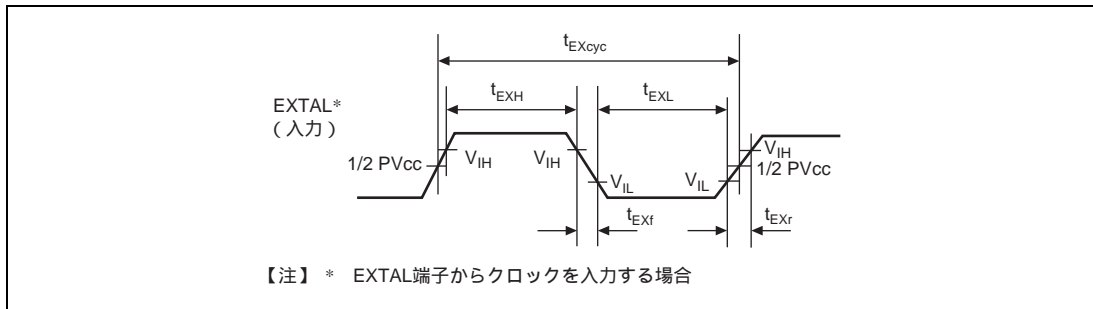 tEXcyc
tEXH
tEXL
EXTAL*
(入力)
1/2 PVcc
VIH
VIH
VIL
VIL
VIH
1/2 PVcc
tEXf
tEXr
【注】 * EXTAL端子からクロックを入力する場合